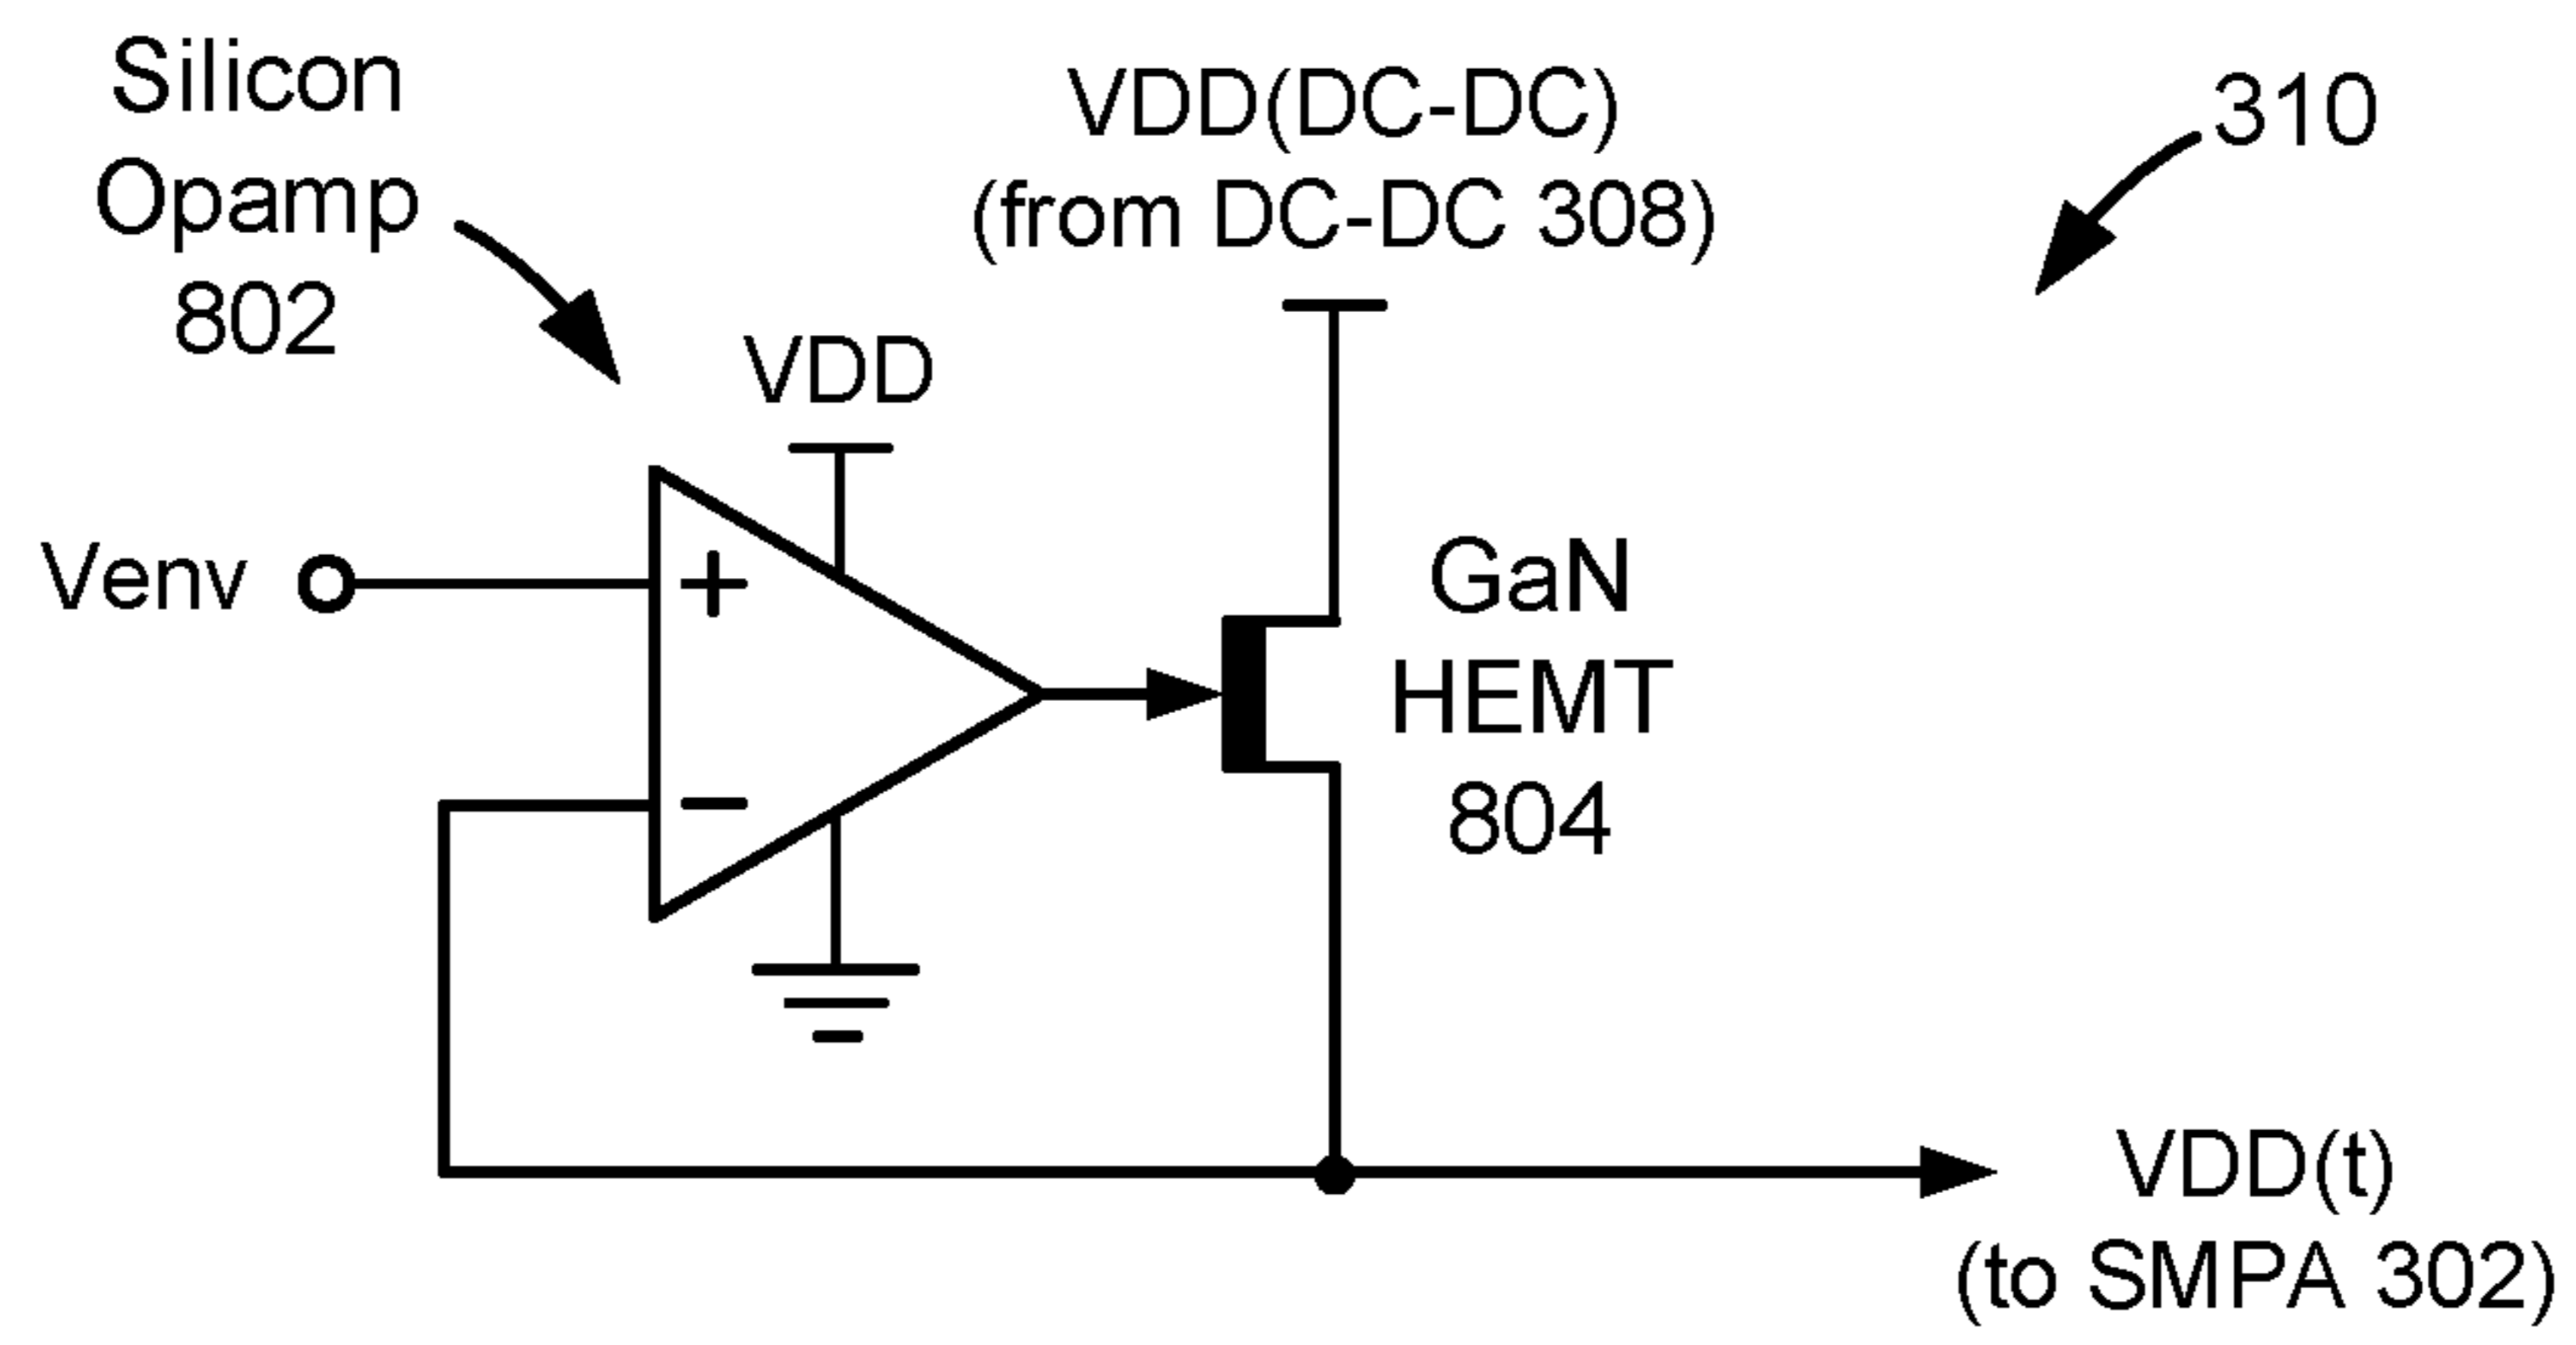 Silicon
Opamp
802
VDD(DC-DC)
(from DC-DC 308)
310
VDD
Venv
+
−
GaN
HEMT
804
VDD(t)
(to SMPA 302)